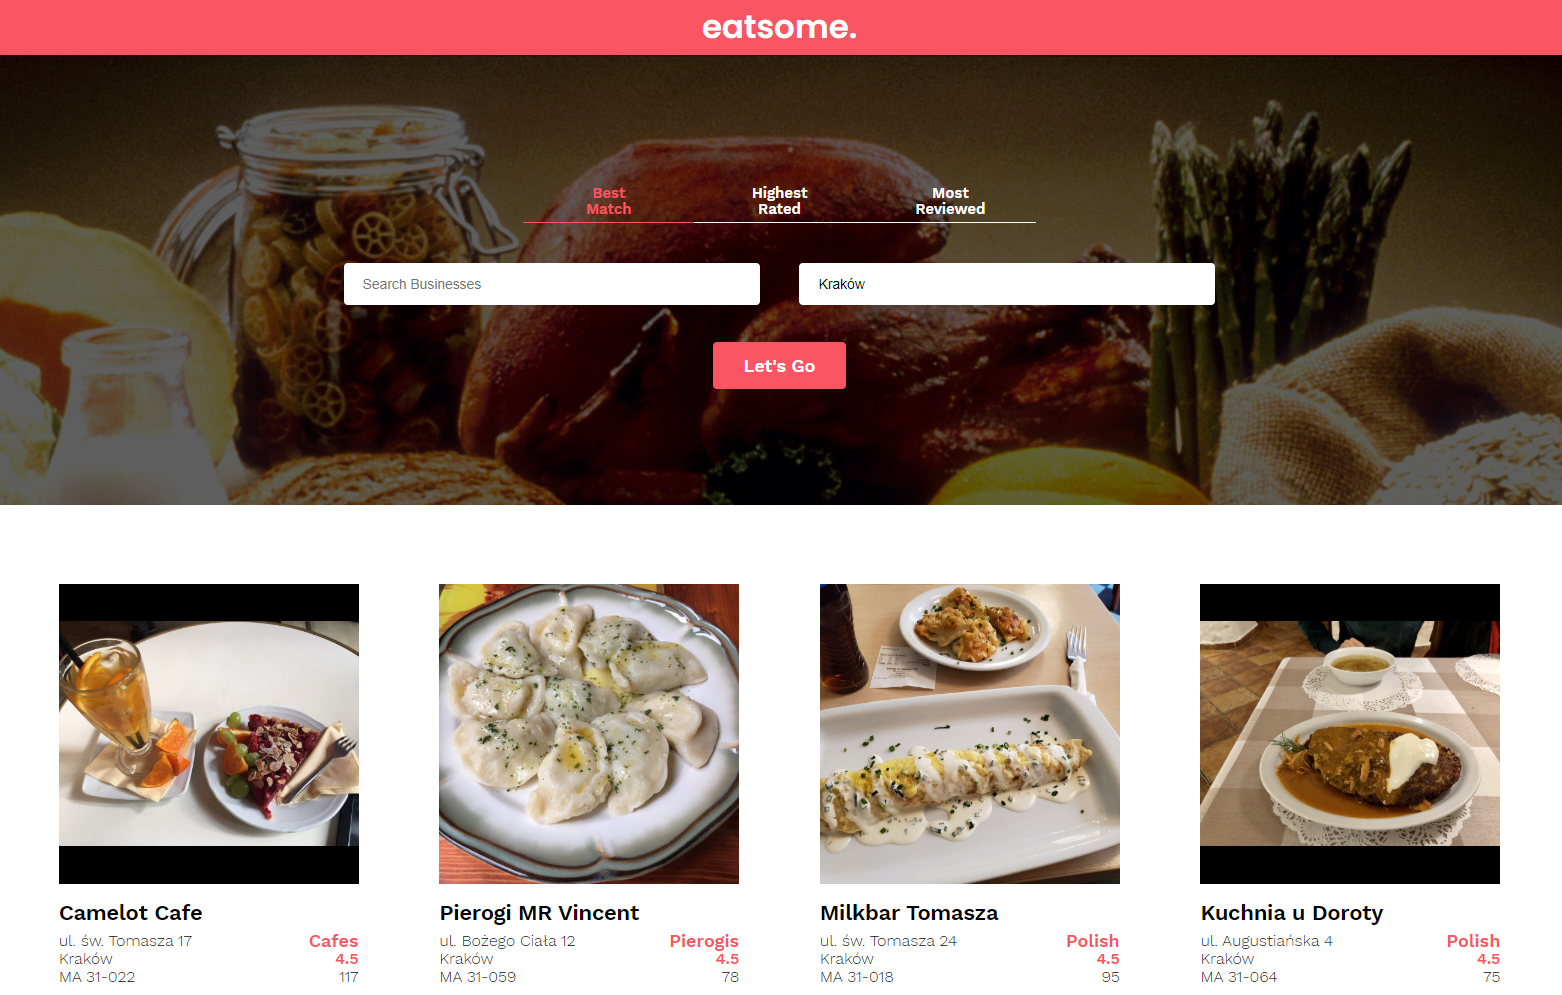 eatsome.
Best
Match
Highest
Rated
Most
Reviewed
Search Businesses
Kraków
Let's Go
Camelot Cafe
ul. św. Tomasza 17
Cafes
Kraków
4.5
MA 31-022
117
Pierogi MR Vincent
ul. Bożego Ciała 12
Pierogis
Kraków
4.5
MA 31-059
78
Milkbar Tomasza
ul. św. Tomasza 24
Polish
Kraków
4.5
MA 31-018
95
Kuchnia u Doroty
ul. Augustiańska 4
Polish
Kraków
4.5
MA 31-064
75